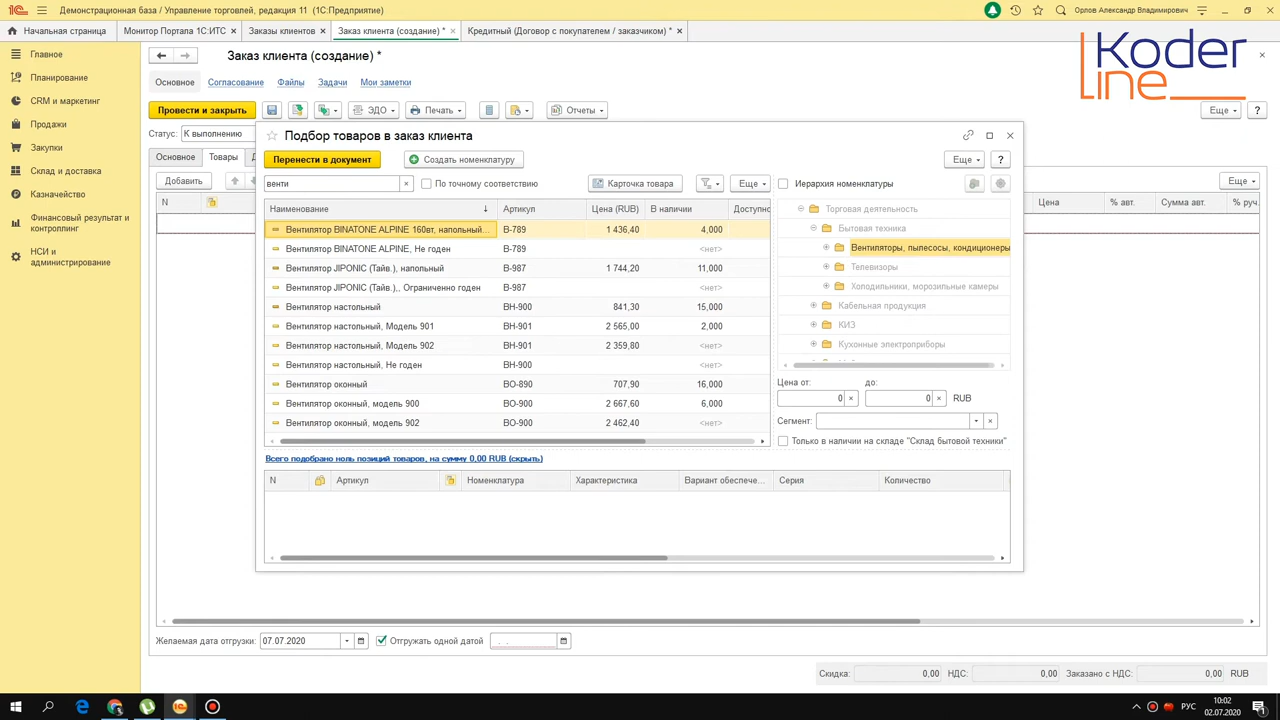 Демонстрационная база / Управление торговлей, редакция 11 (1С:Предприятие)
Орлов Александр Владимирович
Начальная страница
Монитор Портала 1С:ИТС ×
Заказы клиентов ×
Заказ клиента (создание) * ×
Кредитный (Договор с покупателем / заказчиком) * ×
Koder
line
Главное
Планирование
CRM и маркетинг
Продажи
Закупки
Склад и доставка
Казначейство
Финансовый результат и
контроллинг
НСИ и
администрирование
Заказ клиента (создание) *
Основное Согласование Файлы Задачи Мои заметки
Провести и закрыть ЭДО Печать Отчеты Еще ?
Статус: К выполнению
Основное Товары
Добавить Еще
N Цена % авт. Сумма авт. % руч.
Подбор товаров в заказ клиента
Перенести в документ Создать номенклатуру Еще ?
венти × По точному соответствию Карточка товара Еще
Наименование Артикул Цена (RUB) В наличии Доступно
Вентилятор BINATONE ALPINE 160вт, напольный... В-789 1 436,40 4,000
Вентилятор BINATONE ALPINE, Не годен В-789 <нет>
Вентилятор JIPONIC (Тайв.), напольный В-987 1 744,20 11,000
Вентилятор JIPONIC (Тайв.),, Ограниченно годен В-987 <нет>
Вентилятор настольный ВН-900 841,30 15,000
Вентилятор настольный, Модель 901 ВН-901 2 565,00 2,000
Вентилятор настольный, Модель 902 ВН-901 2 359,80 <нет>
Вентилятор настольный, Не годен ВН-900 <нет>
Вентилятор оконный ВО-890 707,90 16,000
Вентилятор оконный, модель 900 ВО-900 2 667,60 6,000
Вентилятор оконный, модель 902 ВО-900 2 462,40 <нет>
Иерархия номенклатуры
Торговая деятельность
Бытовая техника
Вентиляторы, пылесосы, кондиционеры
Телевизоры
Холодильники, морозильные камеры
Кабельная продукция
КИЗ
Кухонные электроприборы
Цена от: до:
0 × 0 × RUB
Сегмент: ×
Только в наличии на складе "Склад бытовой техники"
Всего подобрано ноль позиций товаров, на сумму 0,00 RUB (скрыть)
N Артикул Номенклатура Характеристика Вариант обеспече... Серия Количество
Желаемая дата отгрузки: 07.07.2020 Отгружать одной датой . .
Скидка: 0,00 НДС: 0,00 Заказано с НДС: 0,00 RUB
РУС
10:02
02.07.2020
1